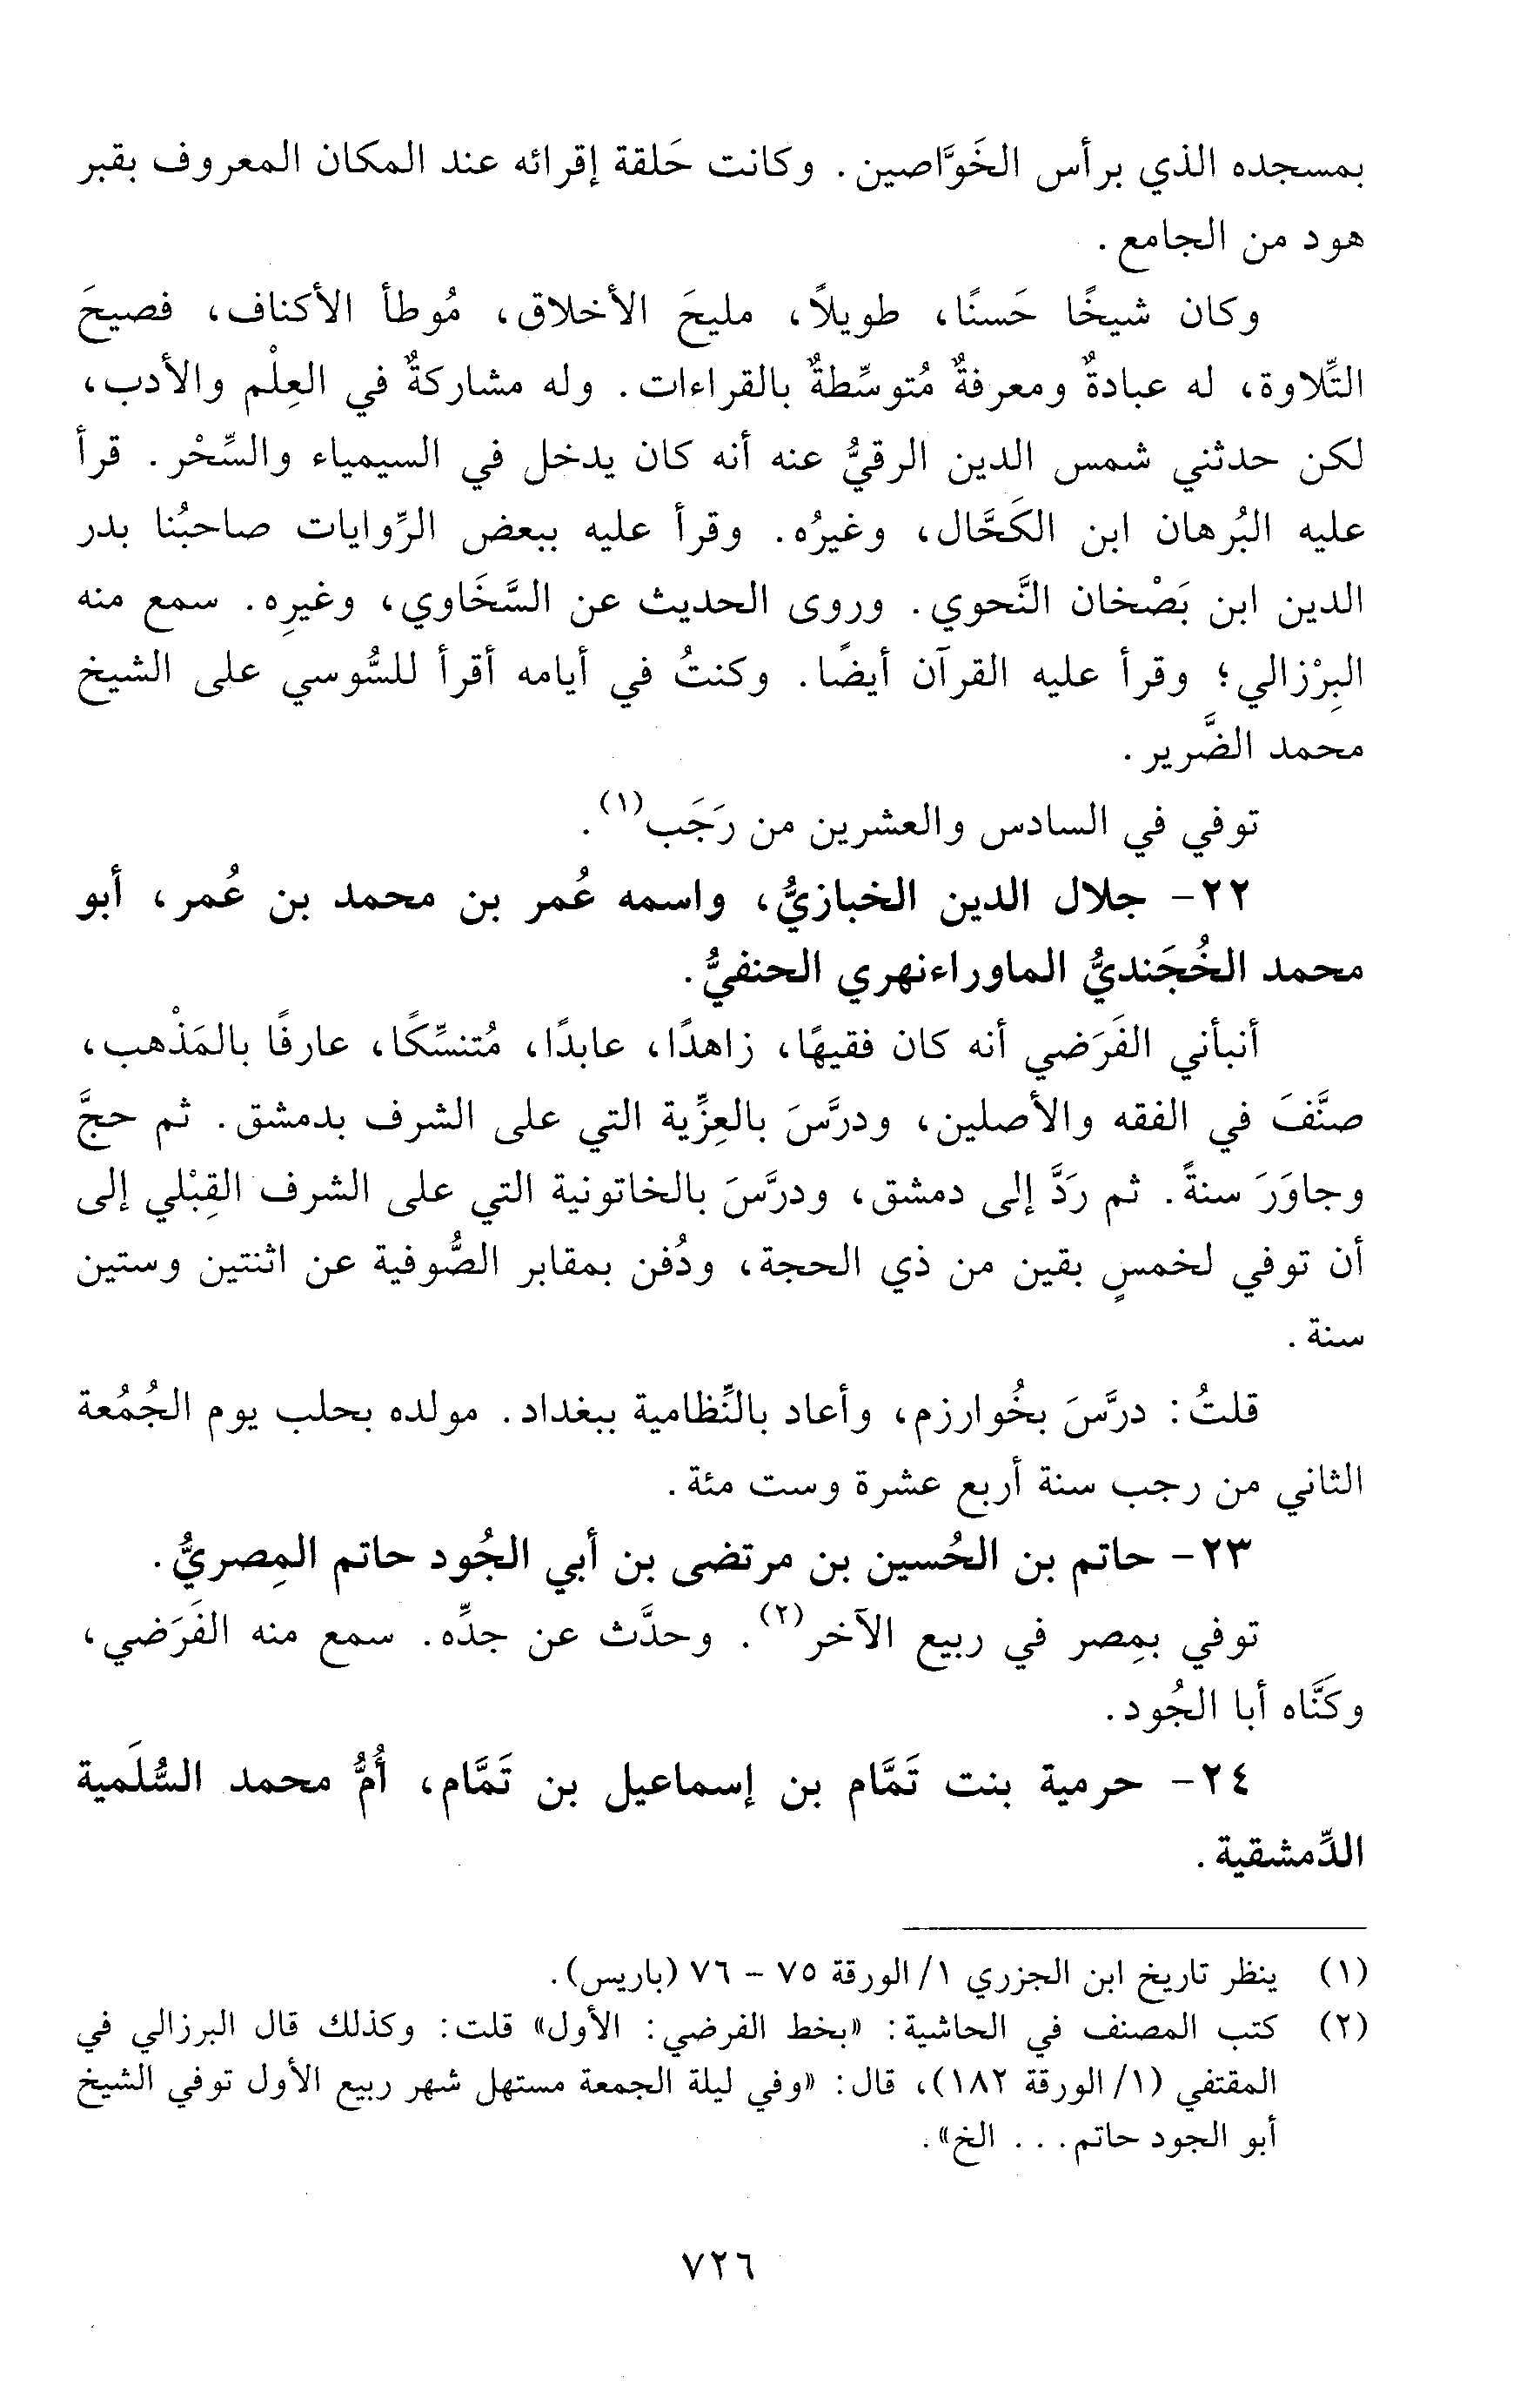 بمسجده الذي برأس الخَوَّاصين. وكانت حَلقة إقرائه عند المكان المعروف بقبر
هود من الجامع.
وكان شيخًا حَسنًا، طويلاً، مليحَ الأخلاق، مُوطأ الأكناف، فصيحَ
التِّلاوة، له عبادةٌ ومعرفةٌ مُتوسِّطةٌ بالقراءات. وله مشاركةٌ في العِلْم والأدب،
لكن حدثني شمس الدين الرقيُّ عنه أنه كان يدخل في السيمياء والسِّحْر. قرأ
عليه البُرهان ابن الكَحَّال، وغيرُه. وقرأ عليه ببعض الرِّوايات صاحبُنا بدر
الدين ابن بَصْخان النَّحوي. وروى الحديث عن السَّخَاوي، وغيرِه. سمع منه
البِرْزالي؛ وقرأ عليه القرآن أيضًا. وكنتُ في أيامه أقرأ للسُّوسي على الشيخ
محمد الضَّرير.
توفي في السادس والعشرين من رَجَب(١).
٢٢- جلال الدين الخبازيُّ، واسمه عُمر بن محمد بن عُمر، أبو
محمد الخُجَنديُّ الماوراءنهري الحنفيُّ.
أنبأني الفَرَضي أنه كان فقيهًا، زاهدًا، عابدًا، مُتنسِّكًا، عارفًا بالمَذْهب،
صنَّفَ في الفقه والأصلين، ودرَّسَ بالعِزِّية التي على الشرف بدمشق. ثم حجَّ
وجاوَرَ سنةً. ثم رَدَّ إلى دمشق، ودرَّسَ بالخاتونية التي على الشرف القِبْلي إلى
أن توفي لخمسٍ بقين من ذي الحجة، ودُفن بمقابر الصُّوفية عن اثنتين وستين
سنة.
قلتُ: درَّسَ بخُوارزم، وأعاد بالنِّظامية ببغداد. مولده بحلب يوم الجُمُعة
الثاني من رجب سنة أربع عشرة وست مئة.
٢٣- حاتم بن الحُسين بن مرتضى بن أبي الجُود حاتم المِصريُّ.
توفي بمِصر في ربيع الآخر(٢). وحدَّث عن جدِّه. سمع منه الفَرَضي،
وكَنَّاه أبا الجُود.
٢٤- حرمية بنت تَمَّام بن إسماعيل بن تَمَّام، أُمُّ محمد السُّلَمية
الدِّمشقية.
(١) ينظر تاريخ ابن الجزري ١/ الورقة ٧٥ - ٧٦ (باريس).
(٢) كتب المصنف في الحاشية: «بخط الفرضي: الأول» قلت: وكذلك قال البرزالي في
المقتفي (١/ الورقة ١٨٢)، قال: «وفي ليلة الجمعة مستهل شهر ربيع الأول توفي الشيخ
أبو الجود حاتم... الخ».
٧٢٦